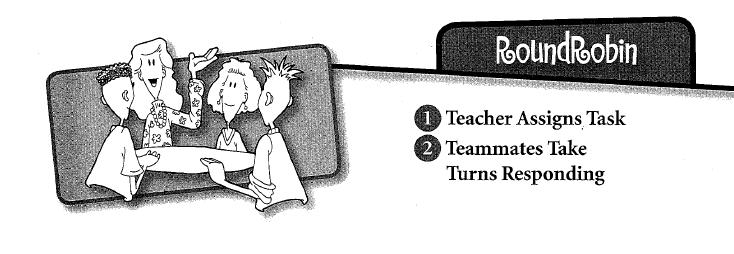 RoundRobin
1 Teacher Assigns Task
2 Teammates Take
Turns Responding